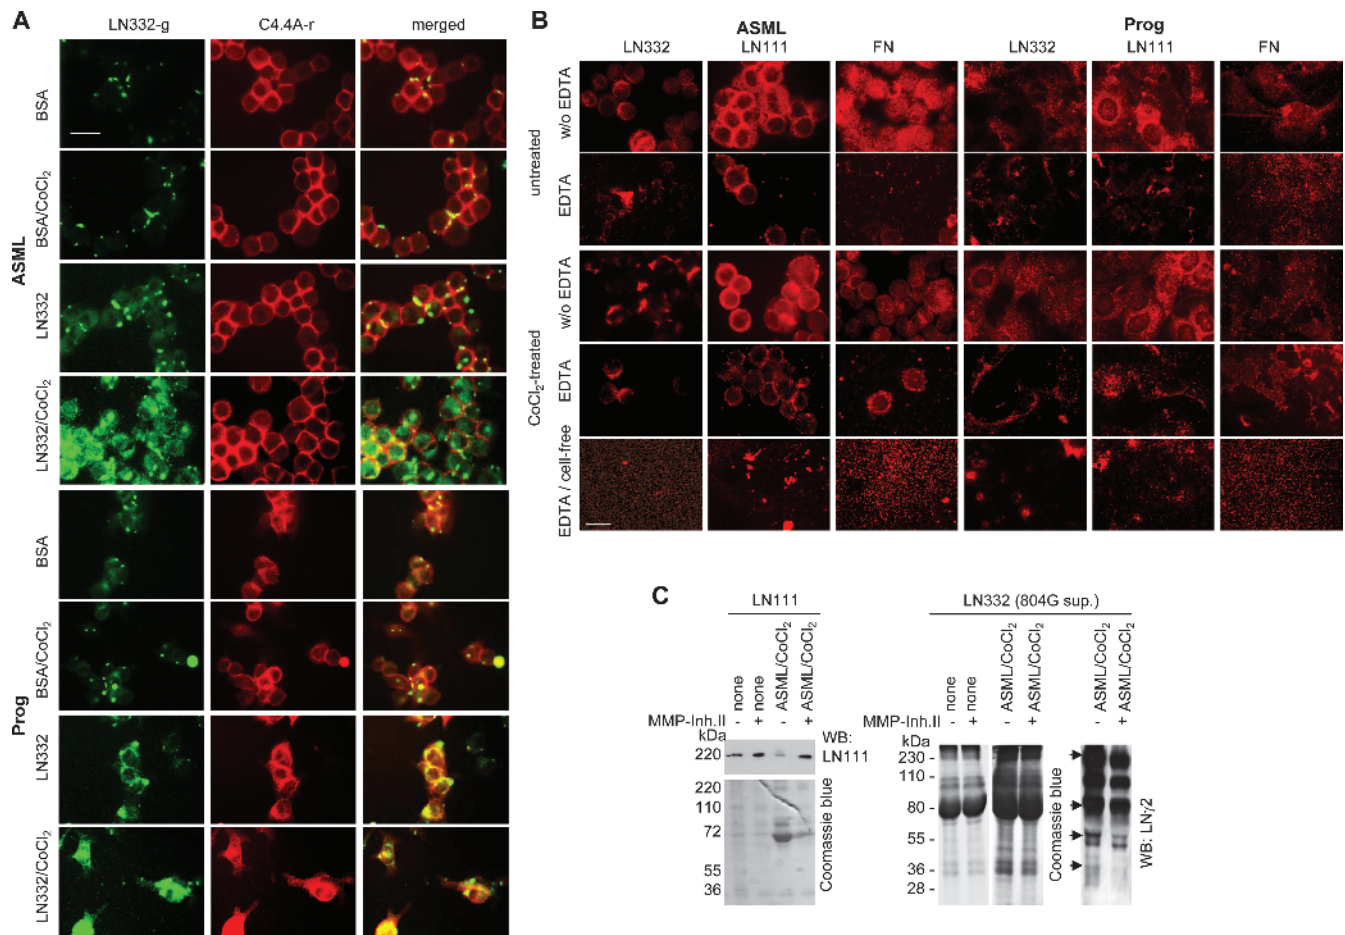 A
LN332-g
C4.4A-r
merged
ASML
BSA
BSA/CoCl₂
LN332
LN332/CoCl₂
Prog
BSA
BSA/CoCl₂
LN332
LN332/CoCl₂
B
ASML
Prog
LN332
LN111
FN
LN332
LN111
FN
untreated
w/o EDTA
EDTA
CoCl₂-treated
w/o EDTA
EDTA
EDTA / cell-free
C
LN111
none
none
ASML/CoCl₂
ASML/CoCl₂
MMP-Inh.II - + - +
kDa
220
WB:
LN111
220
110
72
55
36
Coomassie blue
LN332 (804G sup.)
none
none
ASML/CoCl₂
ASML/CoCl₂
ASML/CoCl₂
ASML/CoCl₂
MMP-Inh.II - + - + - +
kDa
230 -
110 -
80 -
55 -
36 -
28 -
Coomassie blue
WB: LNγ2